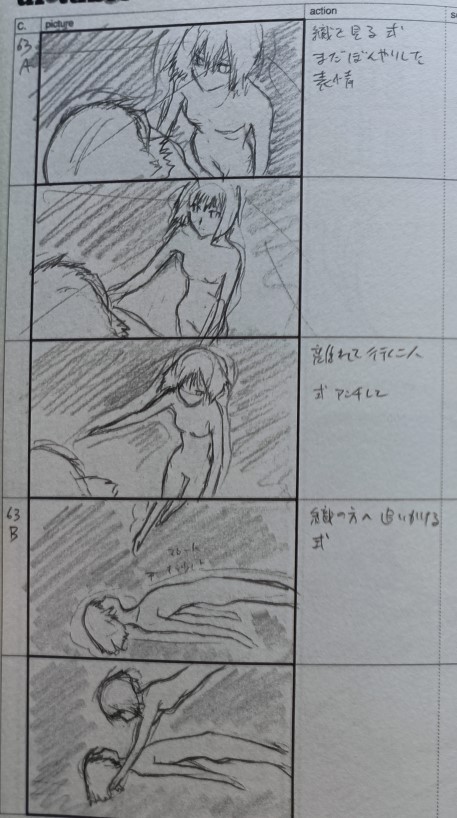 C. picture action
63
A
織を見る 式
まだぼんやりした
表情
離れて行く二人
式 アンチして
63
B
織の方へ 追いかける
式